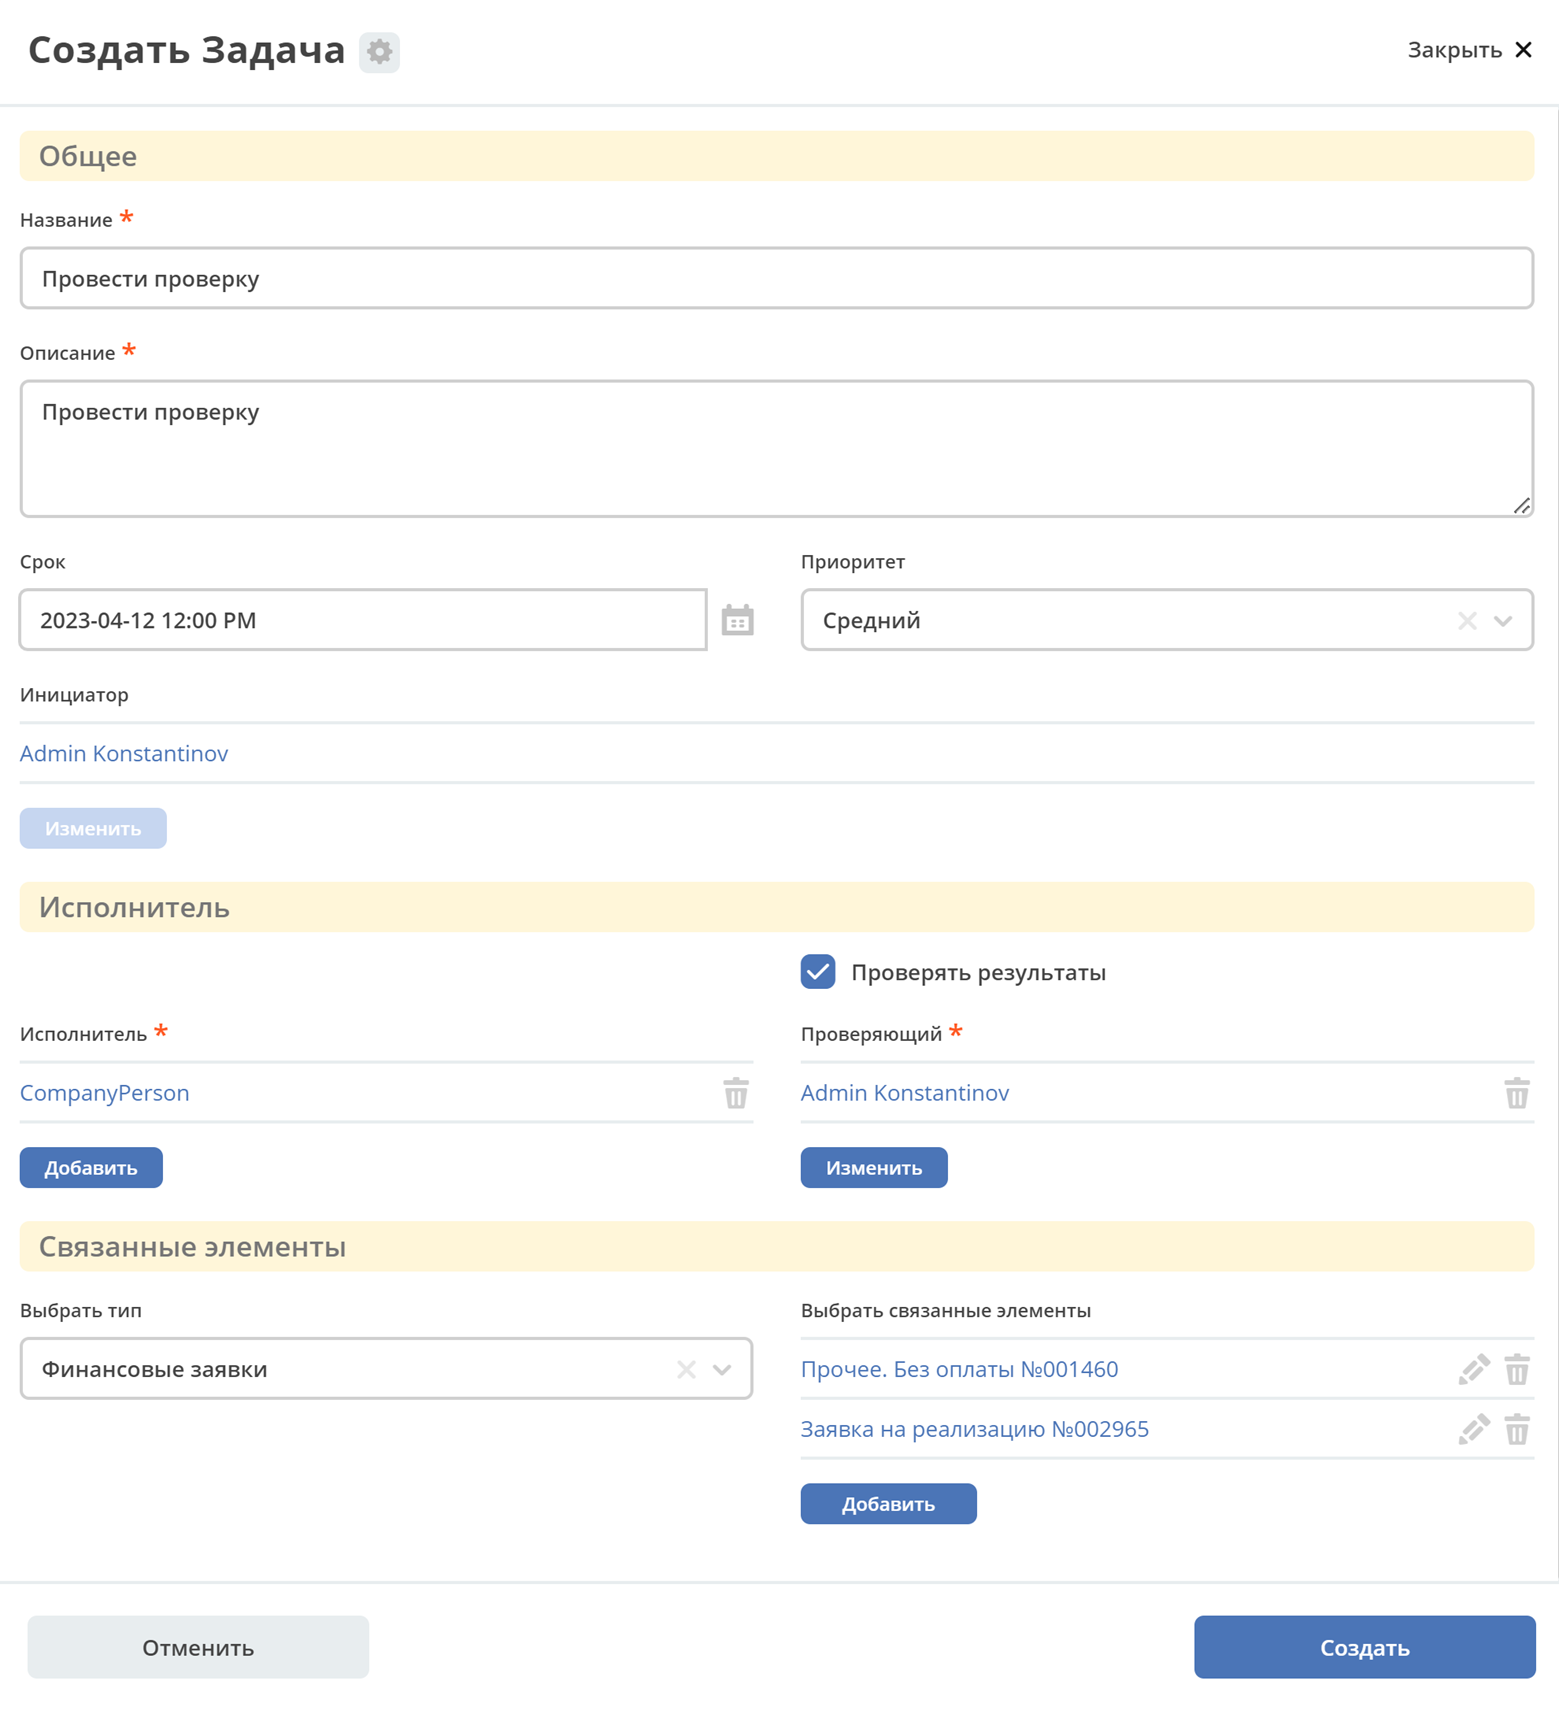 Создать Задача
Закрыть
Общее
Название *
Провести проверку
Описание *
Провести проверку
Срок
Приоритет
2023-04-12 12:00 PM
Средний
Инициатор
Admin Konstantinov
Изменить
Исполнитель
Проверять результаты
Исполнитель *
Проверяющий *
CompanyPerson
Admin Konstantinov
Добавить
Изменить
Связанные элементы
Выбрать тип
Выбрать связанные элементы
Финансовые заявки
Прочее. Без оплаты №001460
Заявка на реализацию №002965
Добавить
Отменить
Создать